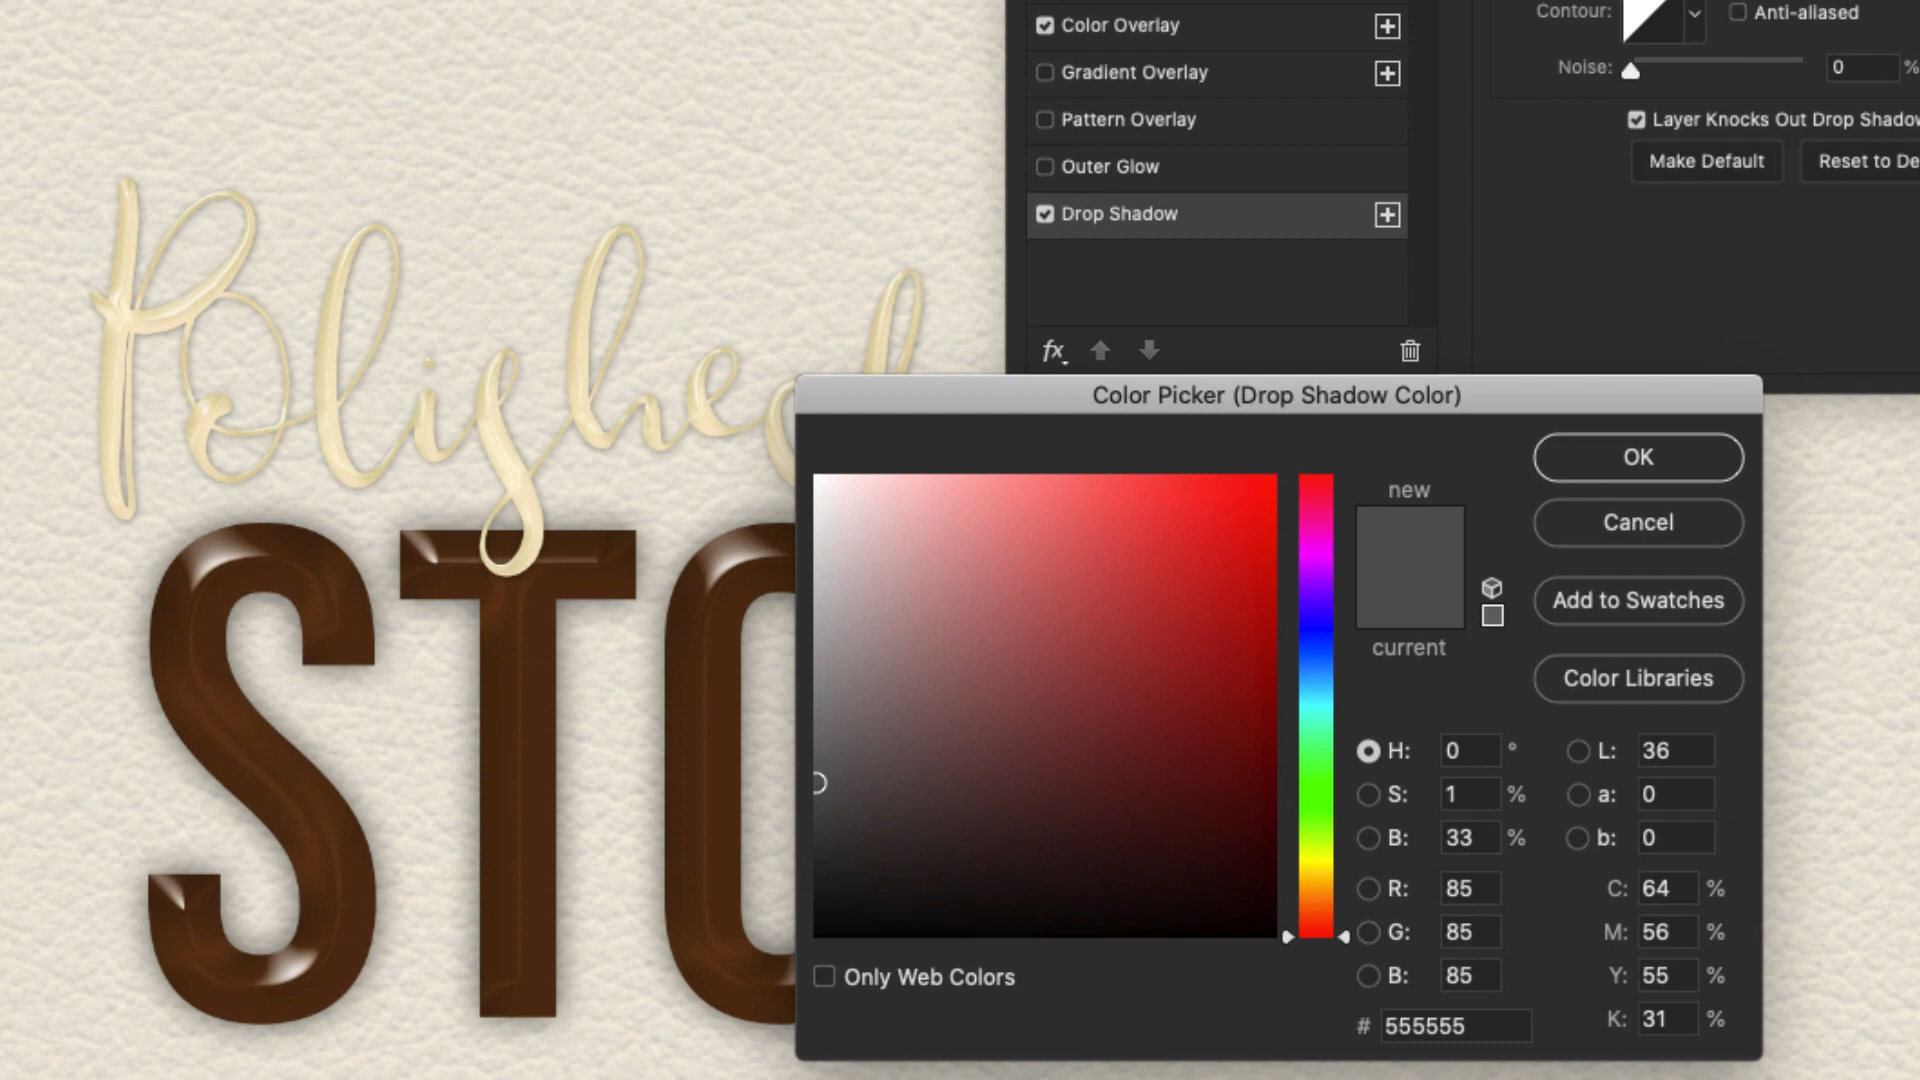 Color Overlay
Gradient Overlay
Pattern Overlay
Outer Glow
Drop Shadow
fx
Contour:
Anti-aliased
Noise: 0 %
Layer Knocks Out Drop Shadow
Make Default
Reset to De
Polished
STO
Color Picker (Drop Shadow Color)
new
current
OK
Cancel
Add to Swatches
Color Libraries
H: 0 ° L: 36
S: 1 % a: 0
B: 33 % b: 0
R: 85 C: 64 %
G: 85 M: 56 %
B: 85 Y: 55 %
# 555555 K: 31 %
Only Web Colors